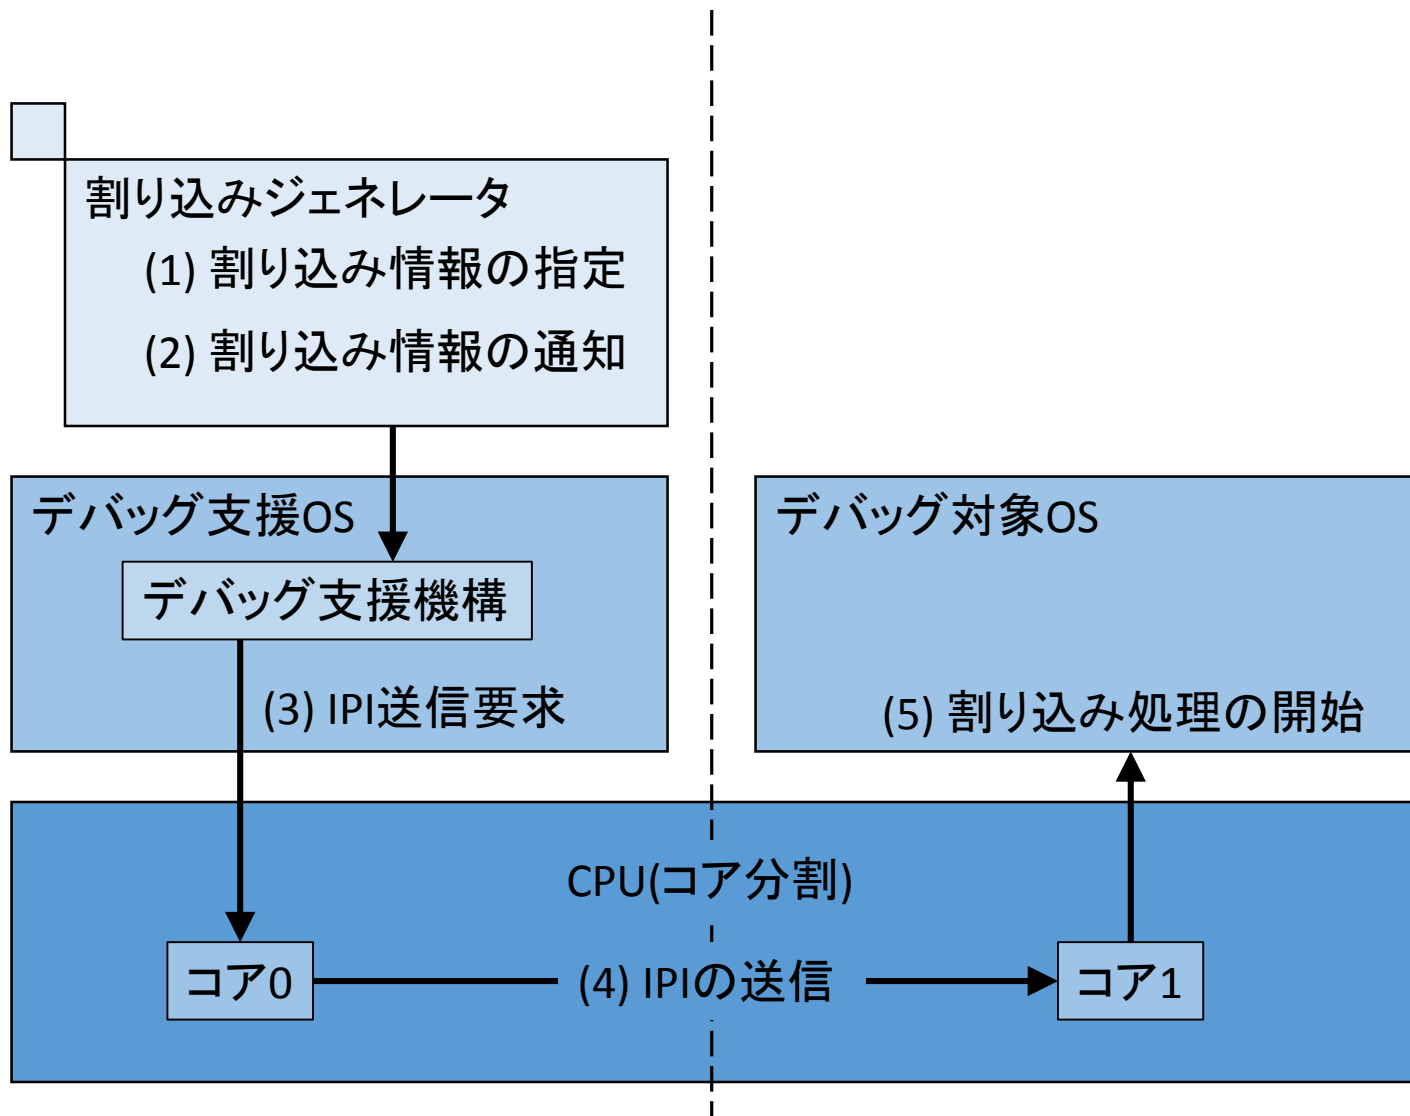 割り込みジェネレータ
(1) 割り込み情報の指定
(2) 割り込み情報の通知
デバッグ支援OS
デバッグ支援機構
(3) IPI送信要求
デバッグ対象OS
(5) 割り込み処理の開始
CPU(コア分割)
コア0
(4) IPIの送信
コア1